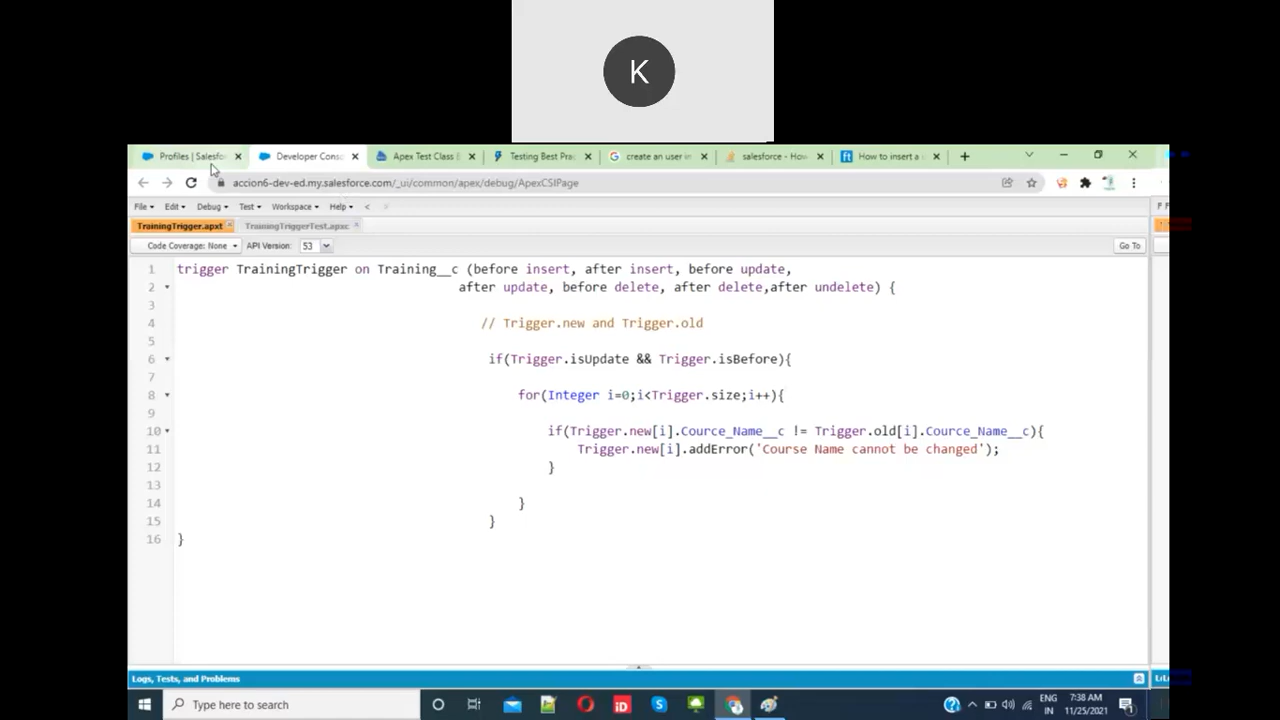 K
Profiles | Salesfo
Developer Conso
Apex Test Class |
Testing Best Prac
create an user in
salesforce - How
How to insert a
accion6-dev-ed.my.salesforce.com/_ui/common/apex/debug/ApexCSIPage
File Edit Debug Test Workspace Help <
TrainingTrigger.apxt
TrainingTriggerTest.apxc
Code Coverage: None API Version: 53 Go To
1 trigger TrainingTrigger on Training__c (before insert, after insert, before update,
2 after update, before delete, after delete,after undelete) {
3
4 // Trigger.new and Trigger.old
5
6 if(Trigger.isUpdate && Trigger.isBefore){
7
8 for(Integer i=0;i<Trigger.size;i++){
9
10 if(Trigger.new[i].Cource_Name__c != Trigger.old[i].Cource_Name__c){
11 Trigger.new[i].addError('Course Name cannot be changed');
12 }
13
14 }
15 }
16 }
Logs, Tests, and Problems
Type here to search
ENG
IN
7:38 AM
11/25/2021